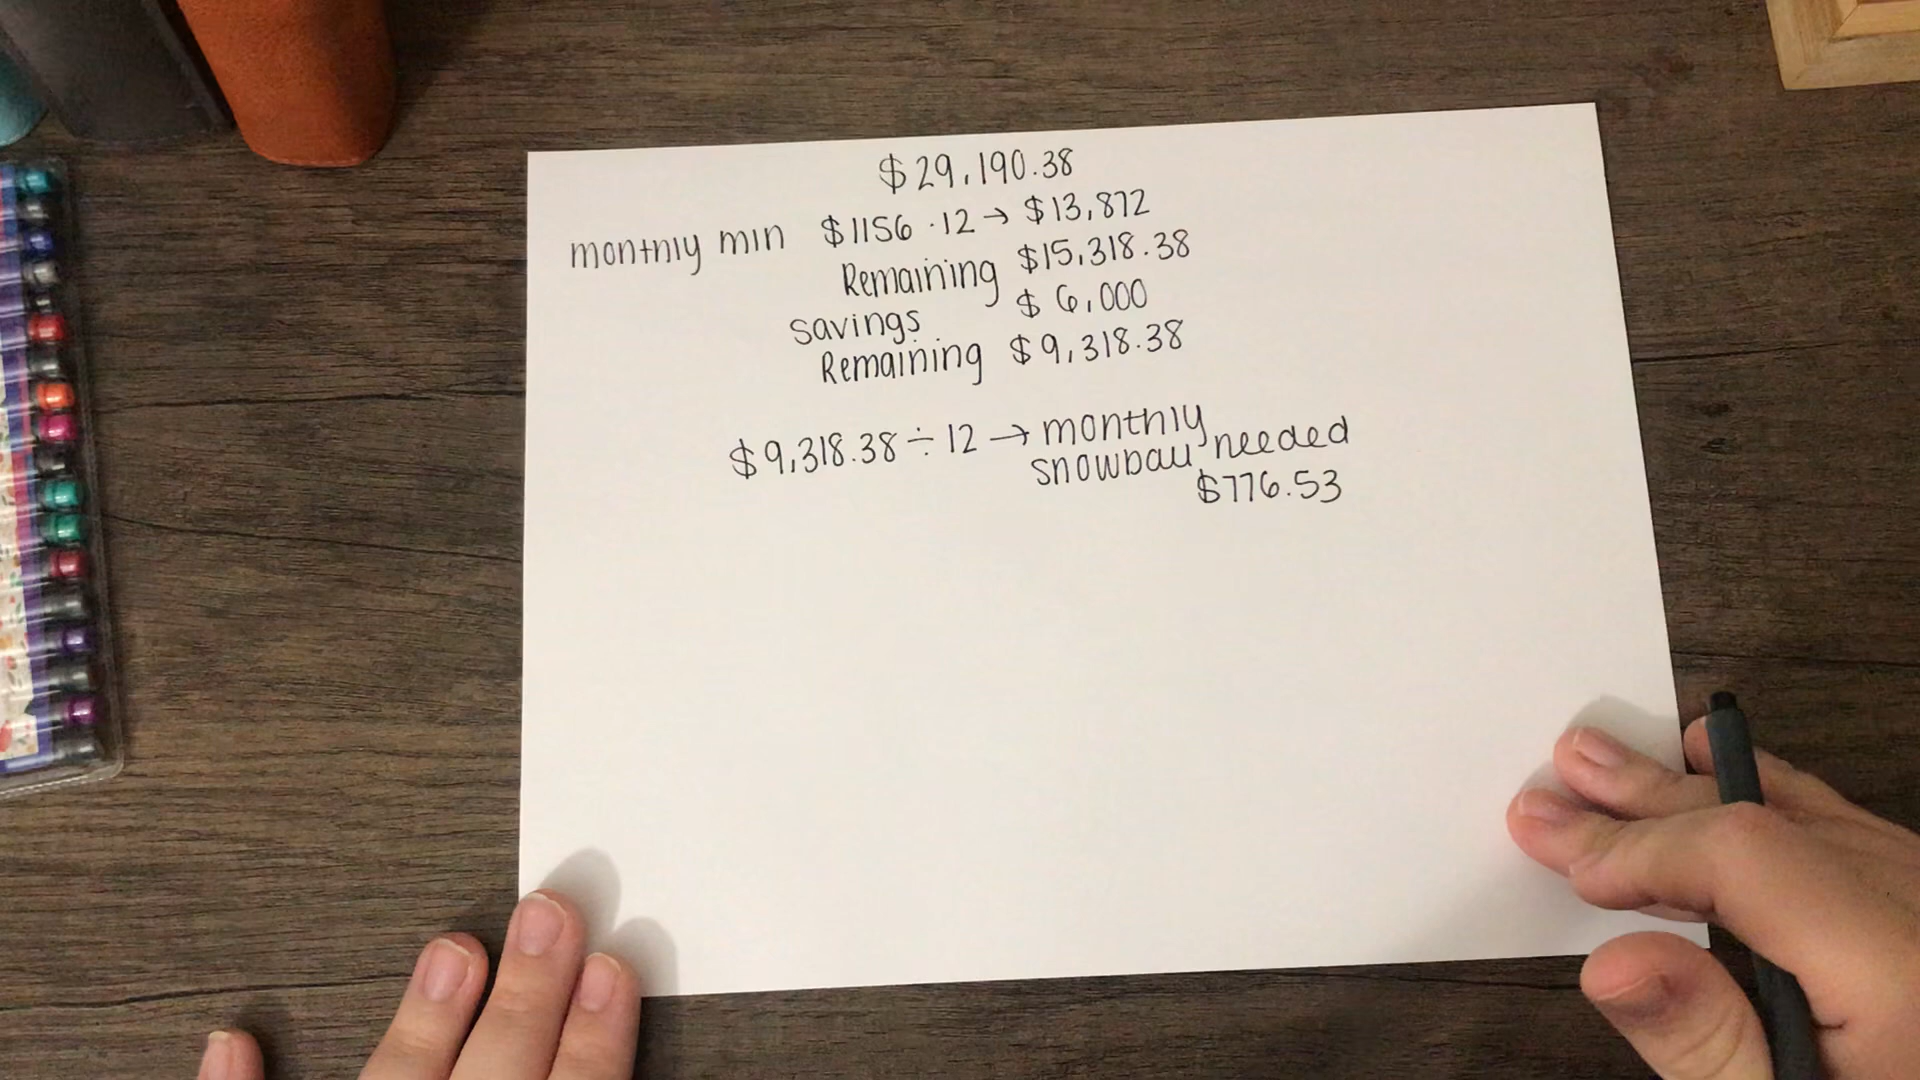 $29,190.38
monthly min $1156 · 12 → $13,872
Remaining $15,318.38
savings $6,000
Remaining $9,318.38
$9,318.38 ÷ 12 → monthly
snowball needed
$776.53